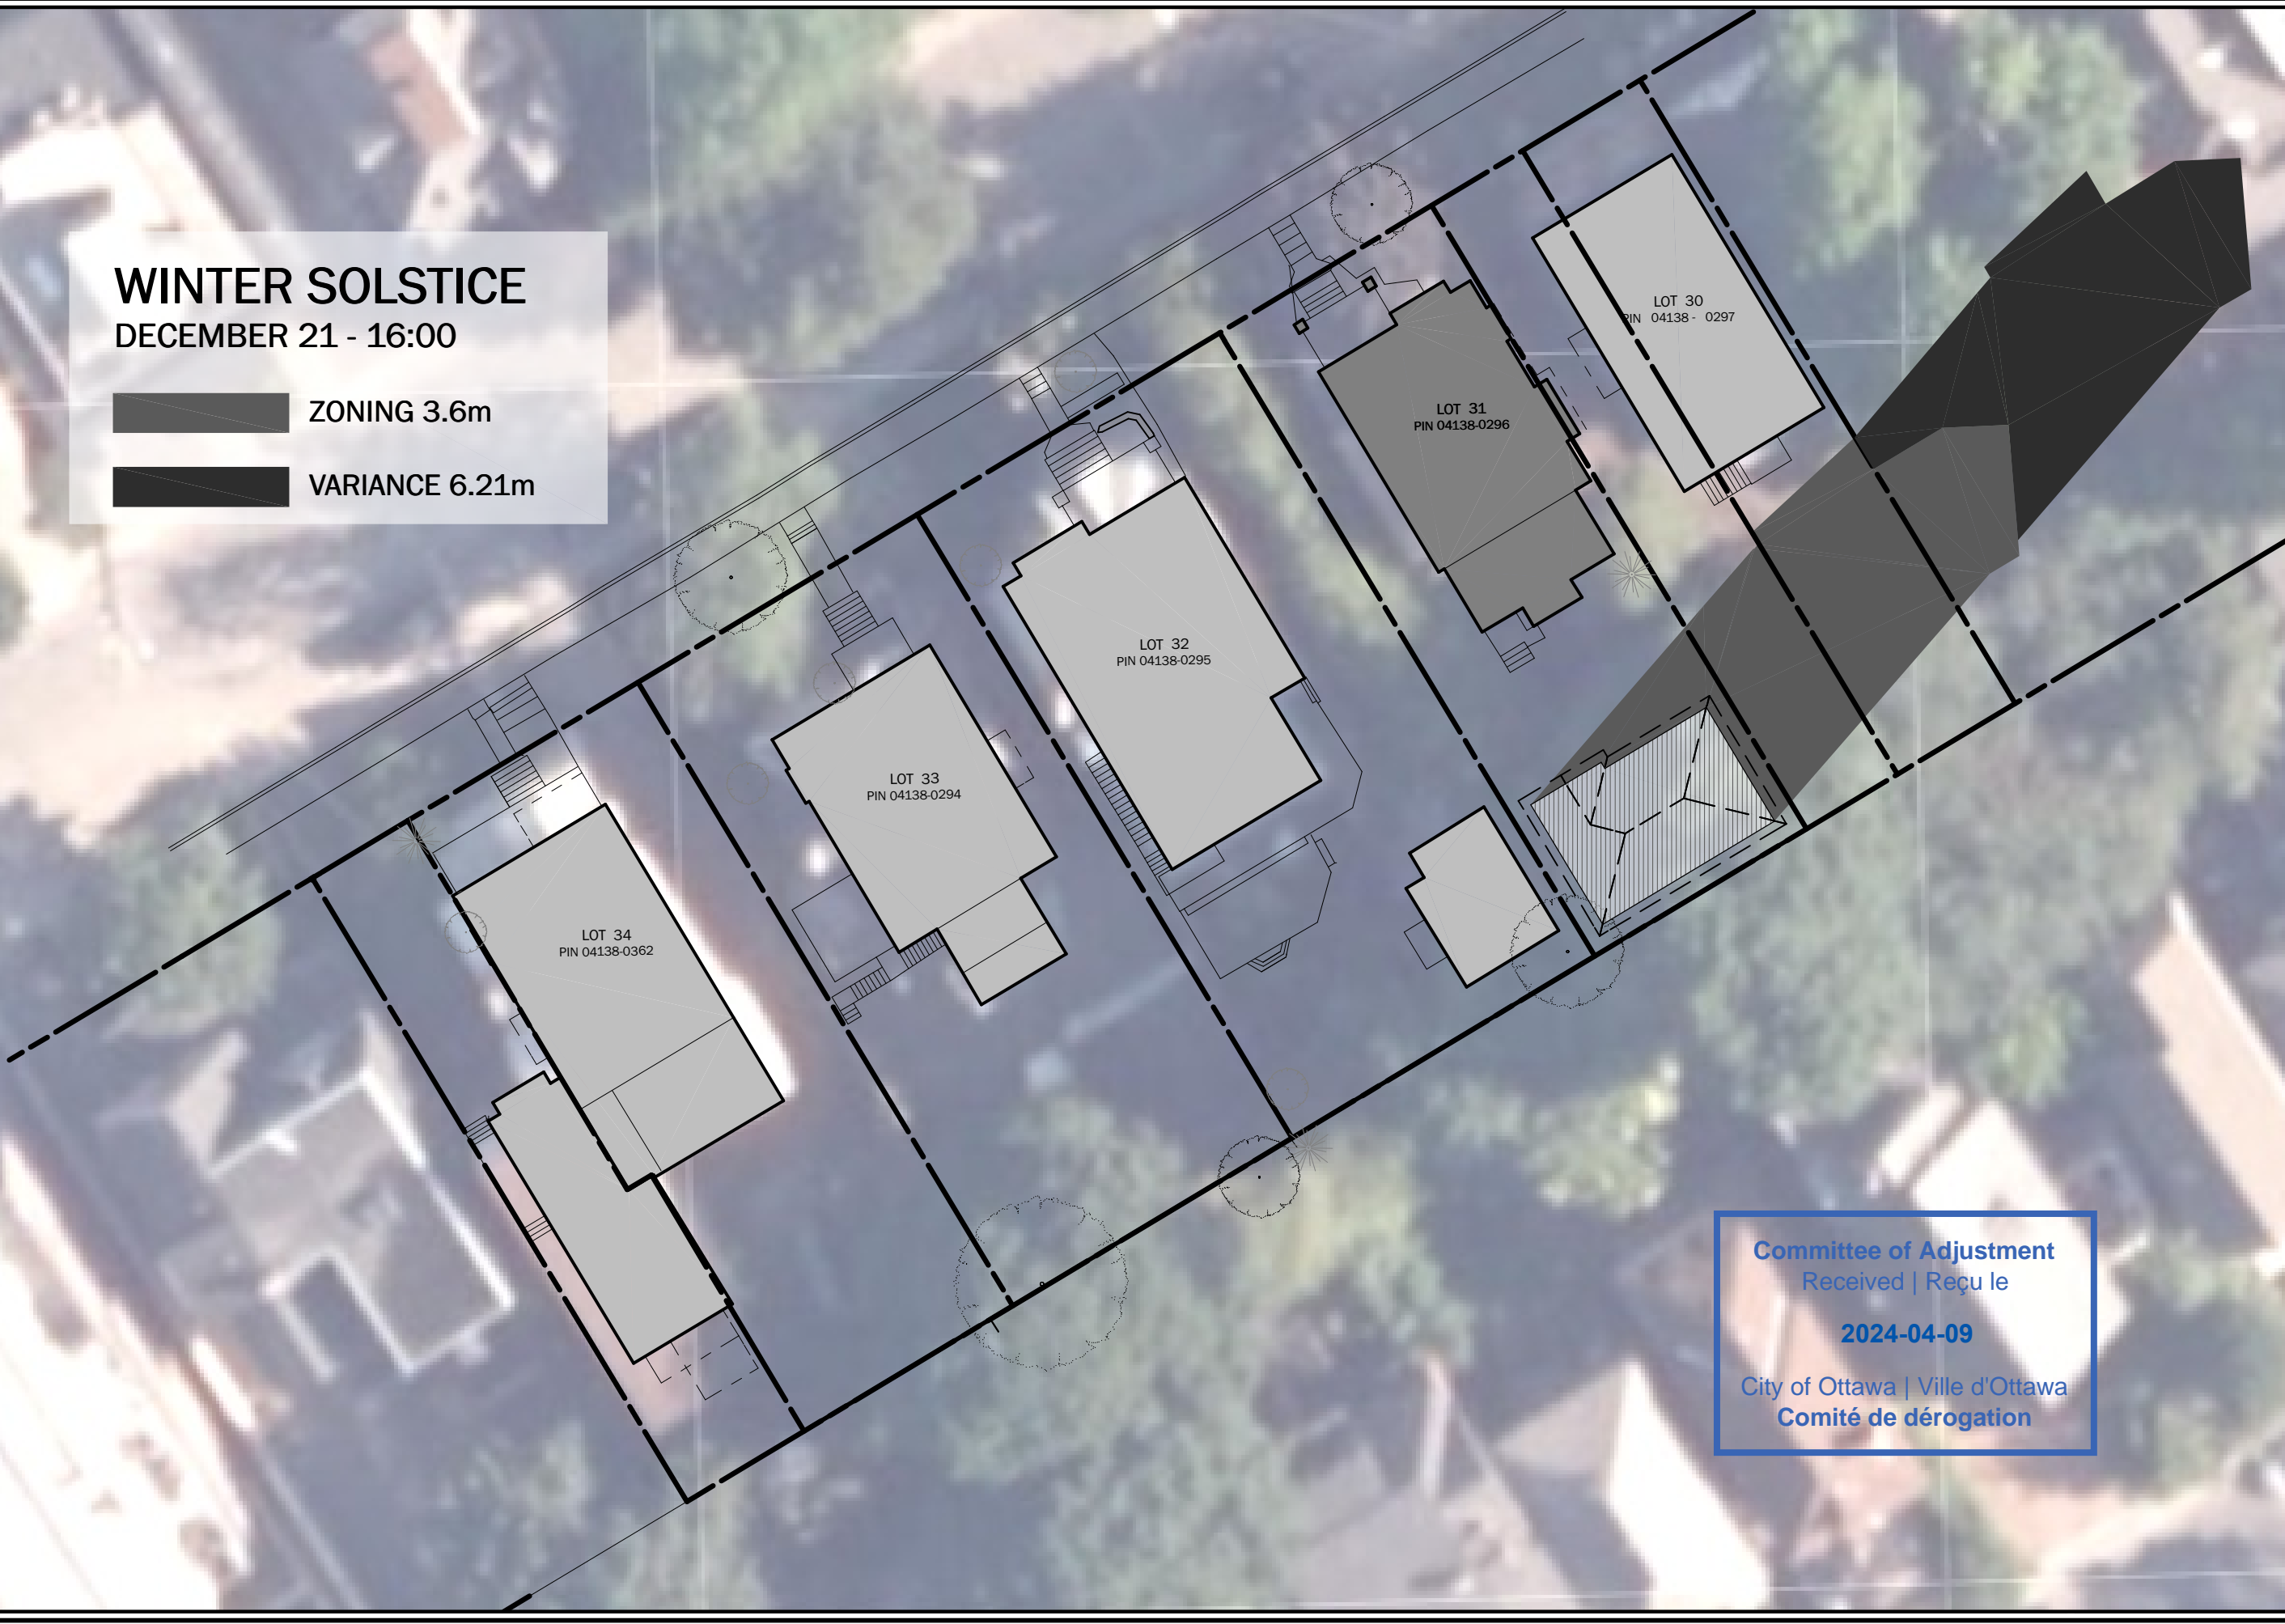 WINTER SOLSTICE
DECEMBER 21 - 16:00
ZONING 3.6m
VARIANCE 6.21m
LOT 30
PIN 04138 - 0297
LOT 31
PIN 04138-0296
LOT 32
PIN 04138-0295
LOT 33
PIN 04138-0294
LOT 34
PIN 04138-0362
Committee of Adjustment
Received | Reçu le
2024-04-09
City of Ottawa | Ville d'Ottawa
Comité de dérogation